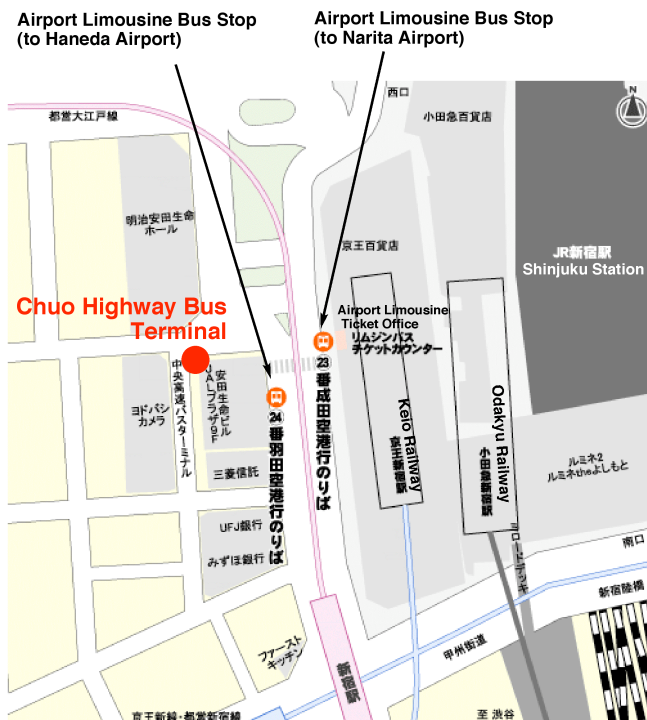 Airport Limousine Bus Stop
(to Haneda Airport)
Airport Limousine Bus Stop
(to Narita Airport)
西口
N
都営大江戸線
小田急百貨店
明治安田生命
ホール
京王百貨店
JR新宿駅
Shinjuku Station
Chuo Highway Bus
Terminal
Airport Limousine
Ticket Office
リムジンバス
チケットカウンター
㉓番成田空港行のりば
中央高速バスターミナル
安田生命ビル
JALプラザ9F
ヨドバシ
カメラ
㉔番羽田空港行のりば
Keio Railway
京王新宿駅
Odakyu Railway
小田急新宿駅
ルミネ2
ルミネtheよしもと
三菱信託
UFJ銀行
みずほ銀行
南口
新宿陸橋
甲州街道
ファースト
キッチン
新宿駅
京王新線・都営新宿線
至 渋谷